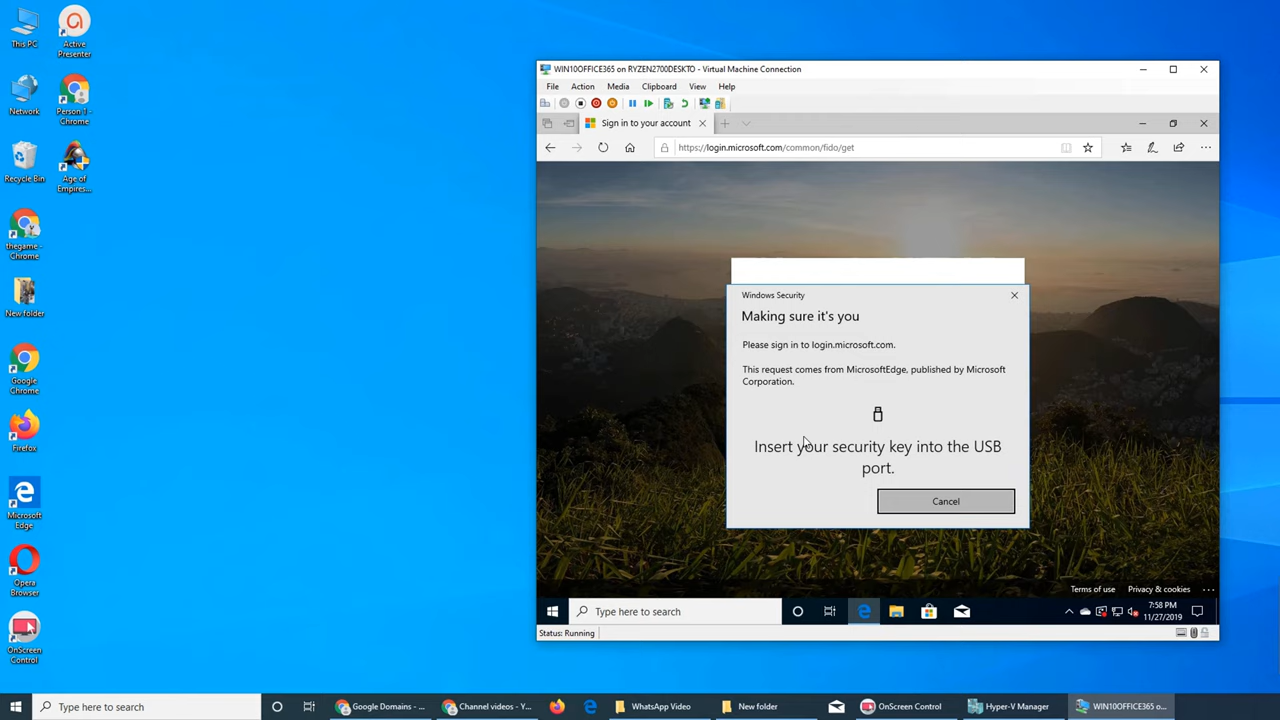 This PC
Active
Presenter
Network
Person 1 -
Chrome
Recycle Bin
Age of
Empires...
thegame -
Chrome
New folder
Google
Chrome
Firefox
Microsoft
Edge
Opera
Browser
OnScreen
Control
WIN10OFFICE365 on RYZEN2700DESKTO - Virtual Machine Connection
File Action Media Clipboard View Help
Sign in to your account
https://login.microsoft.com/common/fido/get
Windows Security
Making sure it's you
Please sign in to login.microsoft.com.
This request comes from MicrosoftEdge, published by Microsoft
Corporation.
Insert your security key into the USB
port.
Cancel
Terms of use Privacy & cookies ...
Type here to search
7:58 PM
11/27/2019
Status: Running
Type here to search
Google Domains - ...
Channel videos - Y...
WhatsApp Video
New folder
OnScreen Control
Hyper-V Manager
WIN10OFFICE365 o...